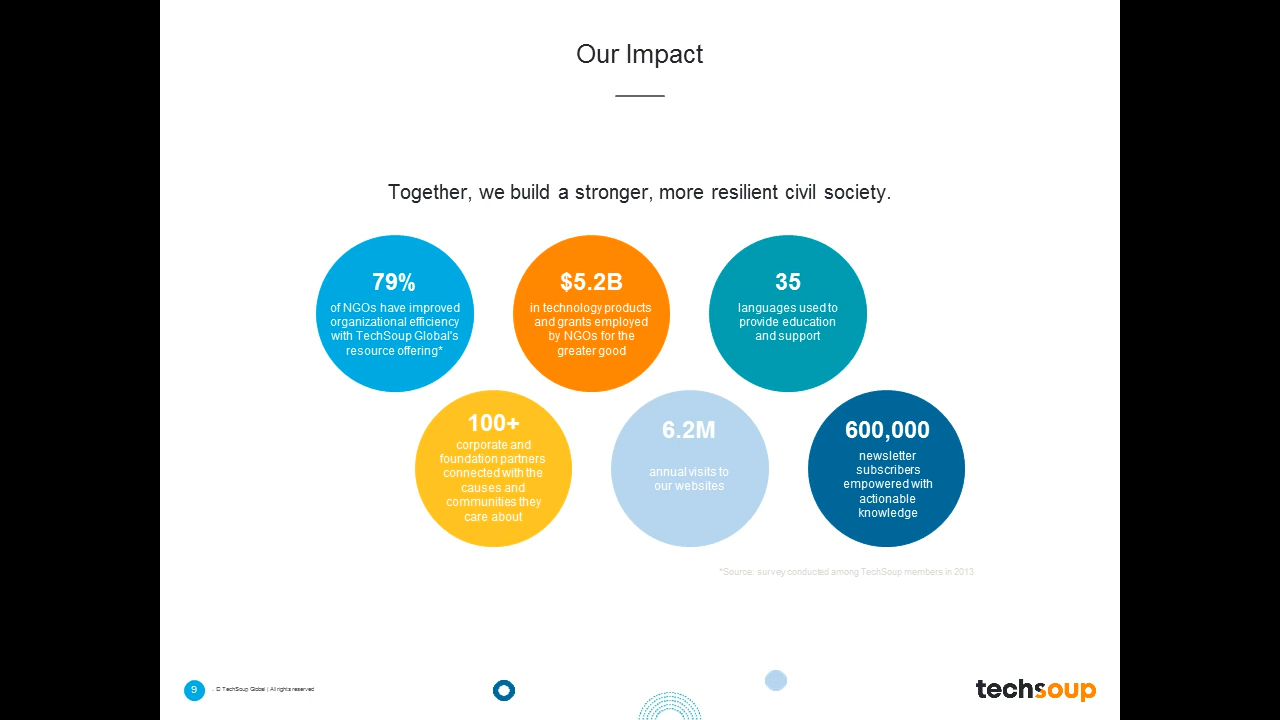 Our Impact
Together, we build a stronger, more resilient civil society.
79%
of NGOs have improved
organizational efficiency
with TechSoup Global's
resource offering*
$5.2B
in technology products
and grants employed
by NGOs for the
greater good
35
languages used to
provide education
and support
100+
corporate and
foundation partners
connected with the
causes and
communities they
care about
6.2M
annual visits to
our websites
600,000
newsletter
subscribers
empowered with
actionable
knowledge
*Source: survey conducted among TechSoup members in 2013
9
. © TechSoup Global | All rights reserved
techsoup